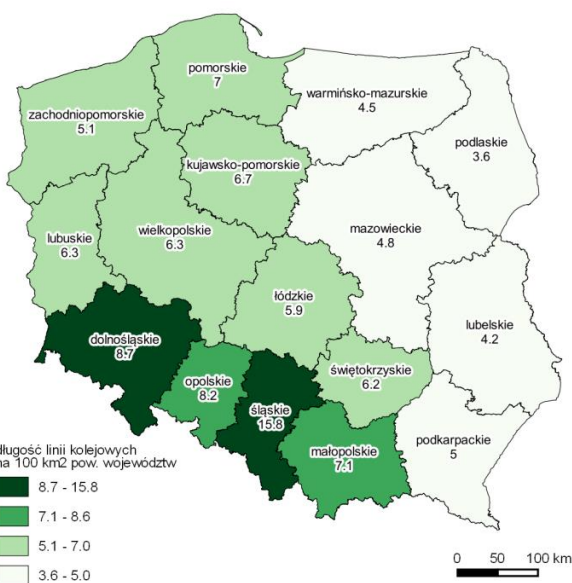 pomorskie
7
warmińsko-mazurskie
4.5
zachodniopomorskie
5.1
podlaskie
3.6
kujawsko-pomorskie
6.7
mazowieckie
4.8
wielkopolskie
6.3
lubuskie
6.3
łódzkie
5.9
lubelskie
4.2
dolnośląskie
8.7
opolskie
8.2
świętokrzyskie
6.2
śląskie
15.8
małopolskie
7.1
podkarpackie
5
długość linii kolejowych
na 100 km2 pow. województw
8.7 - 15.8
7.1 - 8.6
5.1 - 7.0
3.6 - 5.0
0 50 100 km